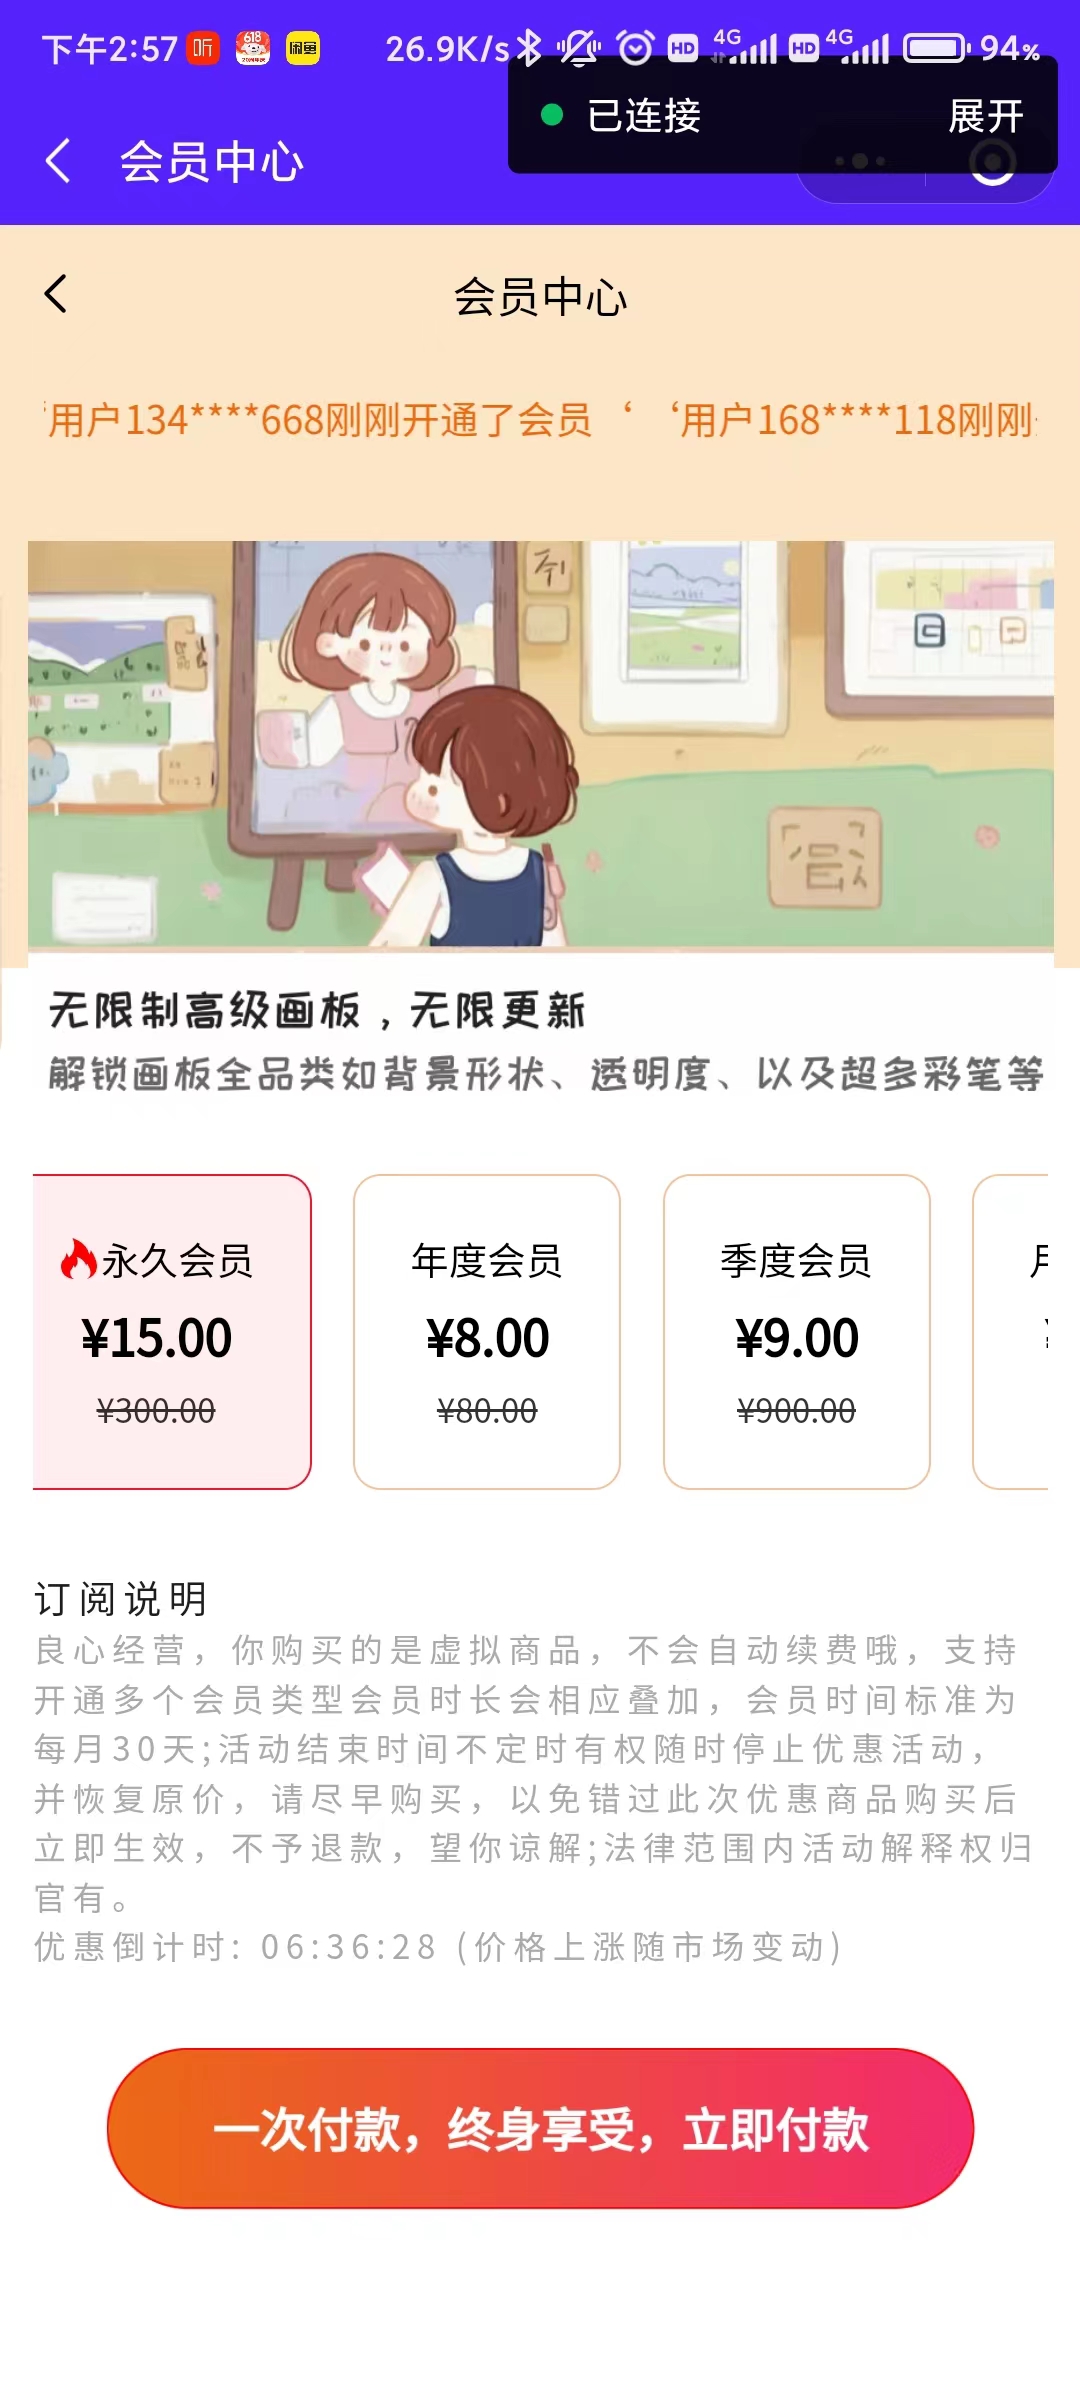 下午2:57 听 618 闲鱼 26.9K/s HD 4G HD 4G 94%
已连接 展开
会员中心
会员中心
‘用户134****668刚刚开通了会员 ‘ ‘用户168****118刚刚
无限制高级画板，无限更新
解锁画板全品类如背景形状、透明度、以及超多彩笔等
永久会员 年度会员 季度会员
¥15.00 ¥8.00 ¥9.00
¥300.00 ¥80.00 ¥900.00
订阅说明
良心经营，你购买的是虚拟商品，不会自动续费哦，支持
开通多个会员类型会员时长会相应叠加，会员时间标准为
每月30天;活动结束时间不定时有权随时停止优惠活动，
并恢复原价，请尽早购买，以免错过此次优惠商品购买后
立即生效，不予退款，望你谅解;法律范围内活动解释权归
官有。
优惠倒计时: 06:36:28 (价格上涨随市场变动)
一次付款，终身享受，立即付款